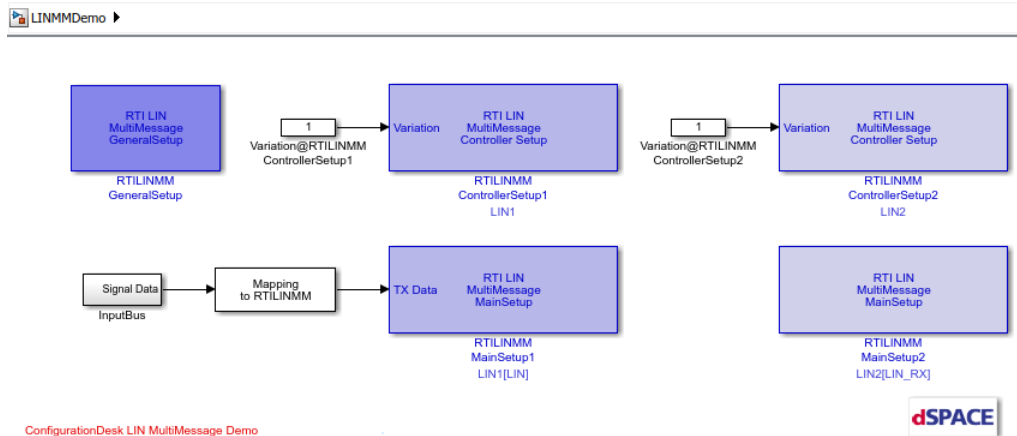 LINMMDemo
RTI LIN
MultiMessage
GeneralSetup
RTILINMM
GeneralSetup
1
Variation@RTILINMM
ControllerSetup1
Variation
RTI LIN
MultiMessage
Controller Setup
RTILINMM
ControllerSetup1
LIN1
1
Variation@RTILINMM
ControllerSetup2
Variation
RTI LIN
MultiMessage
Controller Setup
RTILINMM
ControllerSetup2
LIN2
Signal Data
InputBus
Mapping
to RTILINMM
TX Data
RTI LIN
MultiMessage
MainSetup
RTILINMM
MainSetup1
LIN1[LIN]
RTI LIN
MultiMessage
MainSetup
RTILINMM
MainSetup2
LIN2[LIN_RX]
ConfigurationDesk LIN MultiMessage Demo
dSPACE